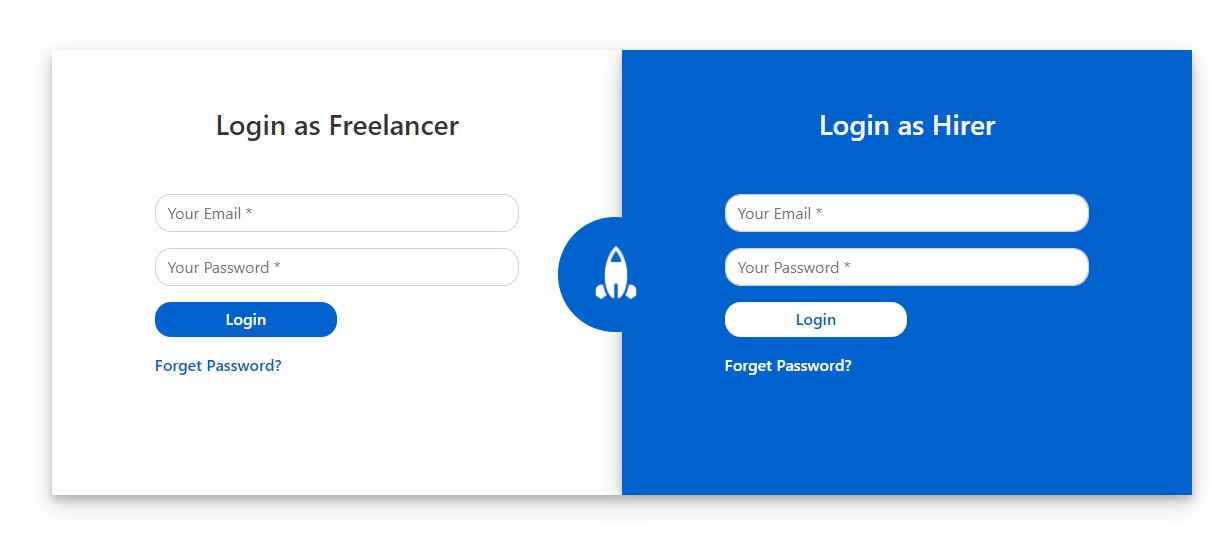 Login as Freelancer
Your Email *
Your Password *
Login
Forget Password?
Login as Hirer
Your Email *
Your Password *
Login
Forget Password?